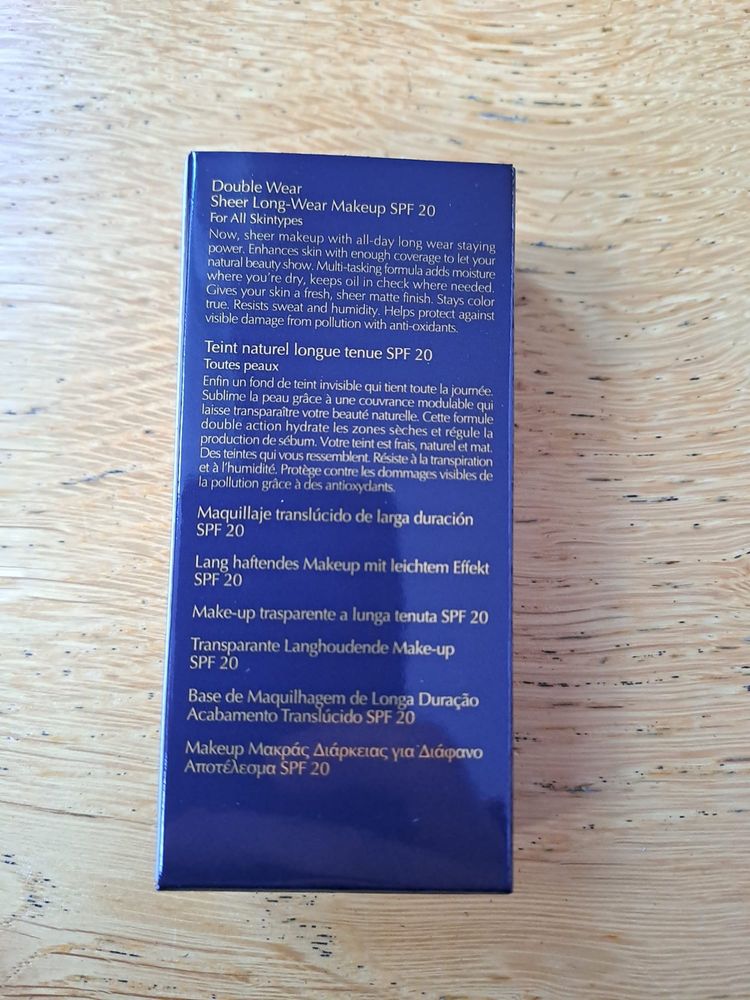 Double Wear
Sheer Long-Wear Makeup SPF 20
For All Skintypes
Now, sheer makeup with all-day long wear staying
power. Enhances skin with enough coverage to let your
natural beauty show. Multi-tasking formula adds moisture
where you're dry, keeps oil in check where needed.
Gives your skin a fresh, sheer matte finish. Stays color
true. Resists sweat and humidity. Helps protect against
visible damage from pollution with anti-oxidants.
Teint naturel longue tenue SPF 20
Toutes peaux
Enfin un fond de teint invisible qui tient toute la journée.
Sublime la peau grâce à une couvrance modulable qui
laisse transparaître votre beauté naturelle. Cette formule
double action hydrate les zones sèches et régule la
production de sébum. Votre teint est frais, naturel et mat.
Des teintes qui vous ressemblent. Résiste à la transpiration
et à l'humidité. Protège contre les dommages visibles de
la pollution grâce à des antioxydants.
Maquillaje translúcido de larga duración
SPF 20
Lang haftendes Makeup mit leichtem Effekt
SPF 20
Make-up trasparente a lunga tenuta SPF 20
Transparante Langhoudende Make-up
SPF 20
Base de Maquilhagem de Longa Duração
Acabamento Translúcido SPF 20
Makeup Μακράς Διάρκειας για Διάφανο
Αποτέλεσμα SPF 20